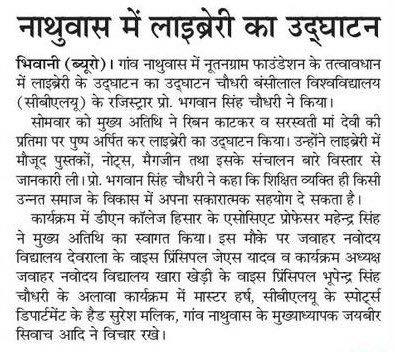 नाथुवास में लाइब्रेरी का उद्घाटन
भिवानी (ब्यूरो)। गांव नाथुवास में नूतनग्राम फाउंडेशन के तत्वावधान
में लाइब्रेरी के उद्घाटन का उद्घाटन चौधरी बंसीलाल विश्वविद्यालय
(सीबीएलयू) के रजिस्ट्रार प्रो. भगवान सिंह चौधरी ने किया।
सोमवार को मुख्य अतिथि ने रिबन काटकर व सरस्वती मां देवी की
प्रतिमा पर पुष्प अर्पित कर लाइब्रेरी का उद्घाटन किया। उन्होंने लाइब्रेरी में
मौजूद पुस्तकों, नोट्स, मैगजीन तथा इसके संचालन बारे विस्तार से
जानकारी ली। प्रो. भगवान सिंह चौधरी ने कहा कि शिक्षित व्यक्ति ही किसी
उन्नत समाज के विकास में अपना सकारात्मक सहयोग दे सकता है।
कार्यक्रम में डीएन कॉलेज हिसार के एसोसिएट प्रोफेसर महेन्द्र सिंह
ने मुख्य अतिथि का स्वागत किया। इस मौके पर जवाहर नवोदय
विद्यालय देवराला के वाइस प्रिंसिपल जेएस यादव व कार्यक्रम अध्यक्ष
जवाहर नवोदय विद्यालय खारा खेड़ी के वाइस प्रिंसिपल भूपेन्द्र सिंह
चौधरी के अलावा कार्यक्रम में मास्टर हर्ष, सीबीएलयू के स्पोर्ट्स
डिपार्टमेंट के हैड सुरेश मलिक, गांव नाथुवास के मुख्याध्यापक जयबीर
सिवाच आदि ने विचार रखे।